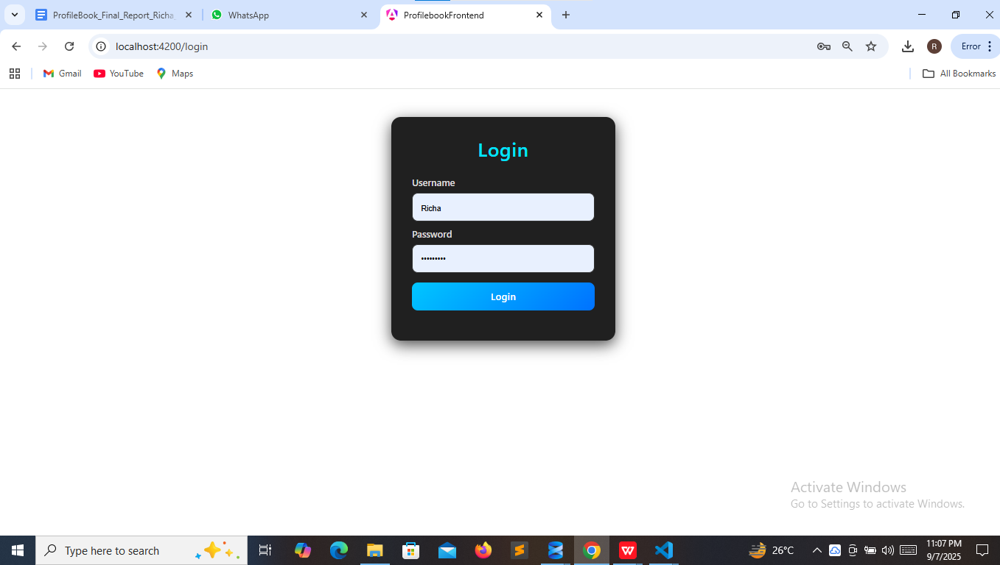 ProfileBook_Final_Report_Richa
WhatsApp
ProfilebookFrontend
localhost:4200/login
R
Error
Gmail
YouTube
Maps
All Bookmarks
Login
Username
Richa
Password
•••••••••
Login
Activate Windows
Go to Settings to activate Windows.
Type here to search
26°C
11:07 PM
9/7/2025